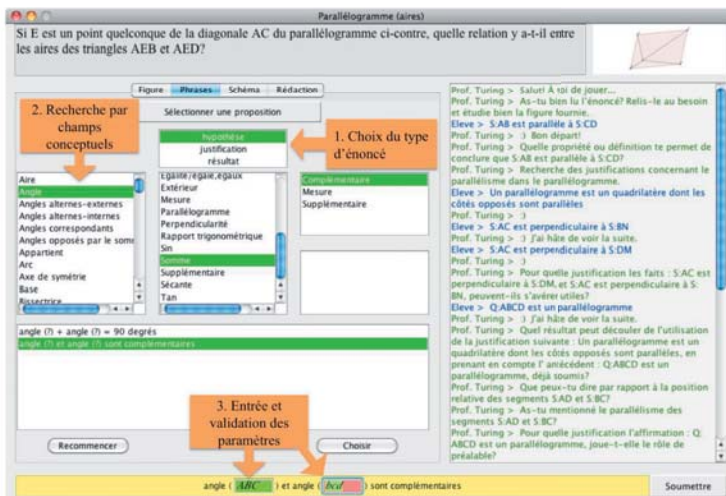 Parallélogramme (aires)
Si E est un point quelconque de la diagonale AC du parallélogramme ci-contre, quelle relation y a-t-il entre
les aires des triangles AEB et AED?
Figure
Phrases
Schéma
Rédaction
Sélectionner une proposition
2. Recherche par
champs
conceptuels
hypothèse
justification
résultat
1. Choix du type
d'énoncé
Aire
Angle
Angles alternes-externes
Angles alternes-internes
Angles correspondants
Angles opposés par le somm
Appartient
Arc
Axe de symétrie
Base
Bissectrice
Egalité/égale,égaux
Extérieur
Mesure
Parallélogramme
Perpendicularité
Rapport trigonométrique
Sin
Somme
Supplémentaire
Sécante
Tan
Complémentaire
Mesure
Supplémentaire
angle (?) + angle (?) = 90 degrés
angle (?) et angle (?) sont complémentaires
3. Entrée et
validation des
paramètres
Recommencer
Choisir
angle ( ABC ) et angle ( bcd ) sont complémentaires
Soumettre
Prof. Turing > Salut! À toi de jouer...
Prof. Turing > As-tu bien lu l'énoncé? Relis-le au besoin
et étudie bien la figure fournie.
Eleve > S:AB est parallèle à S:CD
Prof. Turing > :) Bon départ!
Prof. Turing > Quelle propriété ou définition te permet de
conclure que S:AB est parallèle à S:CD?
Prof. Turing > Recherche des justifications concernant le
parallélisme dans le parallélogramme.
Eleve > Un parallélogramme est un quadrilatère dont les
côtés opposés sont parallèles
Prof. Turing > :)
Eleve > S:AC est perpendiculaire à S:BN
Prof. Turing > :) J'ai hâte de voir la suite.
Eleve > S:AC est perpendiculaire à S:DM
Prof. Turing > :)
Prof. Turing > Pour quelle justification les faits : S:AC est
perpendiculaire à S:DM, et S:AC est perpendiculaire à S:
BN, peuvent-ils s'avérer utiles?
Eleve > Q:ABCD est un parallélogramme
Prof. Turing > :) J'ai hâte de voir la suite.
Prof. Turing > Quel résultat peut découler de l'utilisation
de la justification suivante : Un parallélogramme est un
quadrilatère dont les côtés opposés sont parallèles, en
prenant en compte l' antécédent : Q:ABCD est un
parallélogramme, déjà soumis?
Prof. Turing > Que peux-tu dire par rapport à la position
relative des segments S:AD et S:BC?
Prof. Turing > As-tu mentionné le parallélisme des
segments S:AD et S:BC?
Prof. Turing > Pour quelle justification l'affirmation : Q:
ABCD est un parallélogramme, joue-t-elle le rôle de
préalable?